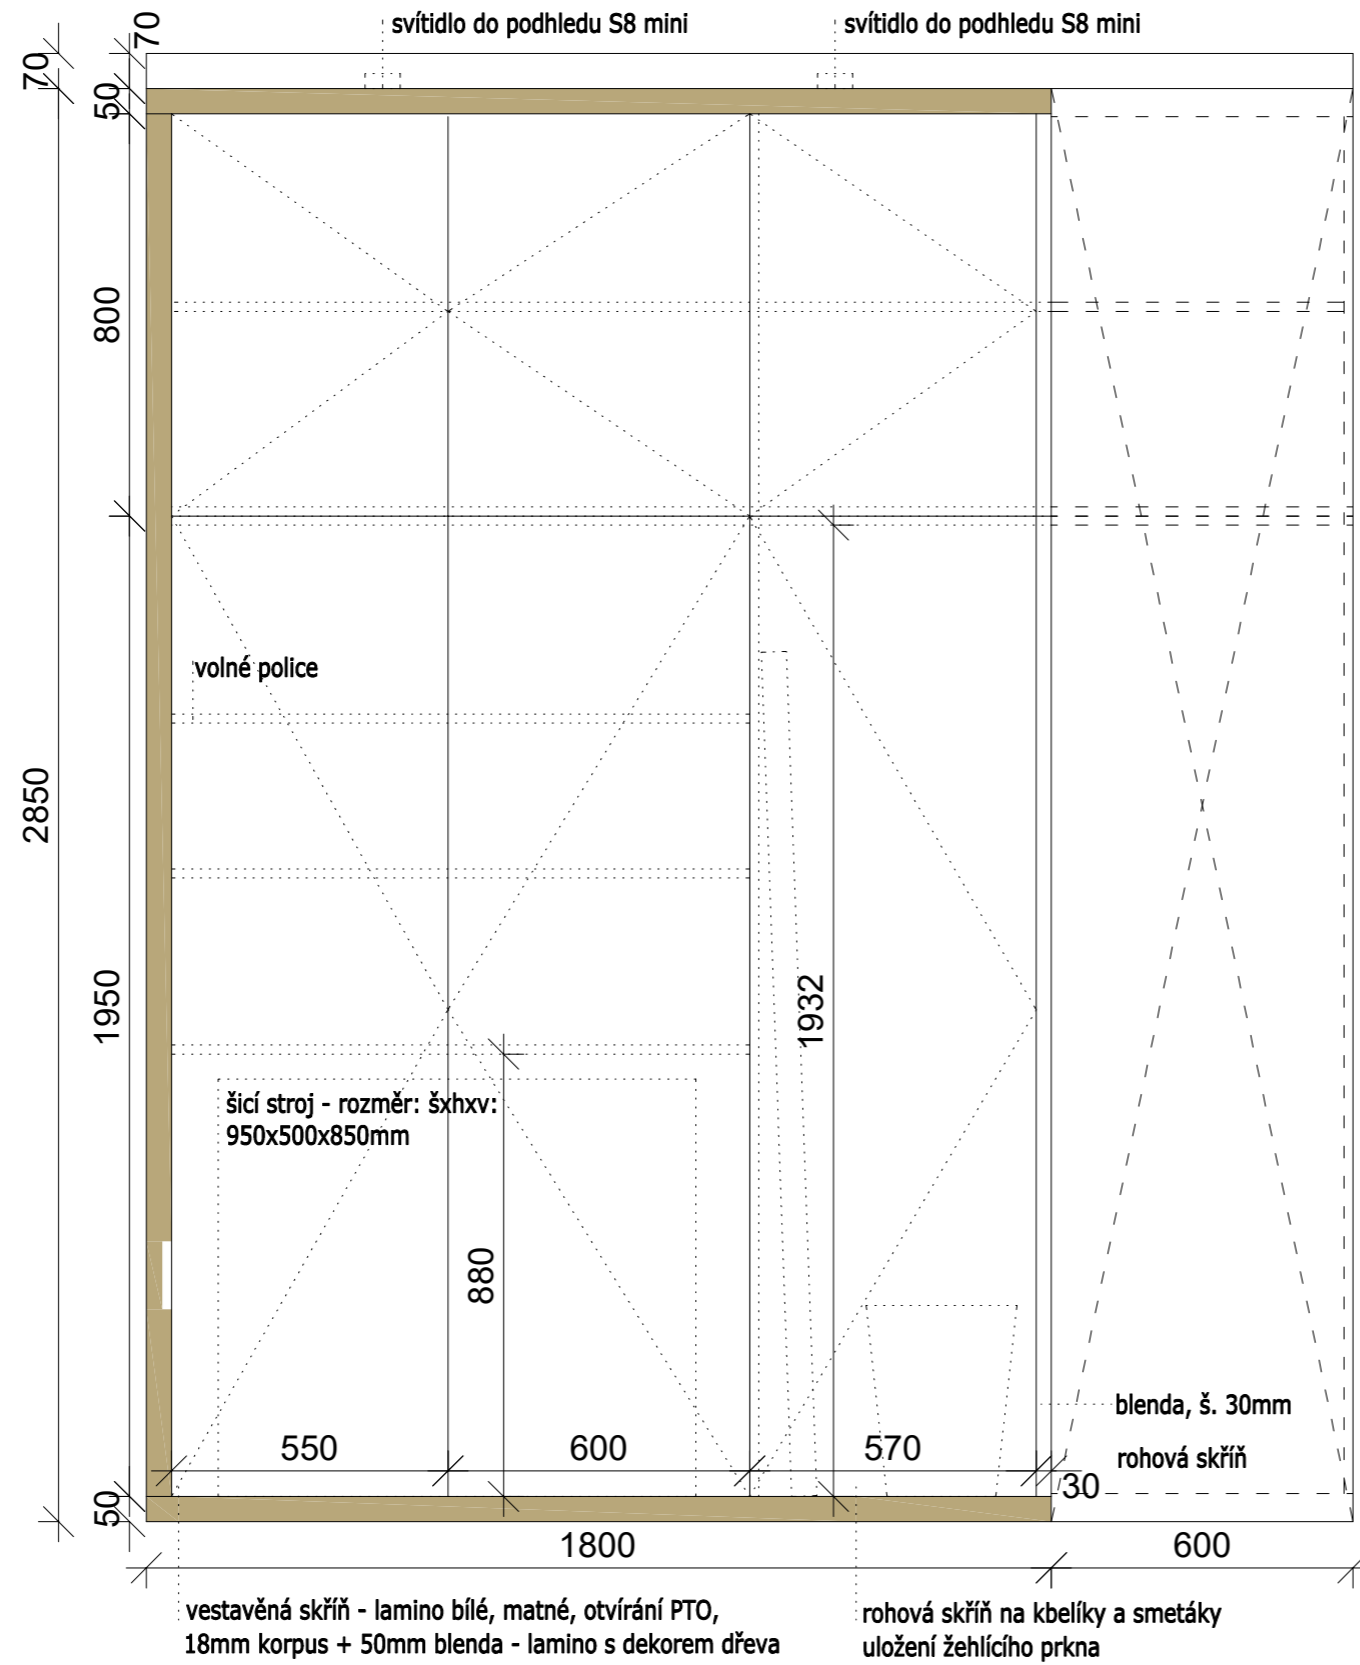 svítidlo do podhledu S8 mini
svítidlo do podhledu S8 mini
70
70
50
800
volné police
2850
1950
1932
šicí stroj - rozměr: šxhxv:
950x500x850mm
880
blenda, š. 30mm
rohová skříň
550
600
570
30
50
1800
600
vestavěná skříň - lamino bílé, matné, otvírání PTO,
18mm korpus + 50mm blenda - lamino s dekorem dřeva
rohová skříň na kbelíky a smetáky
uložení žehlícího prkna